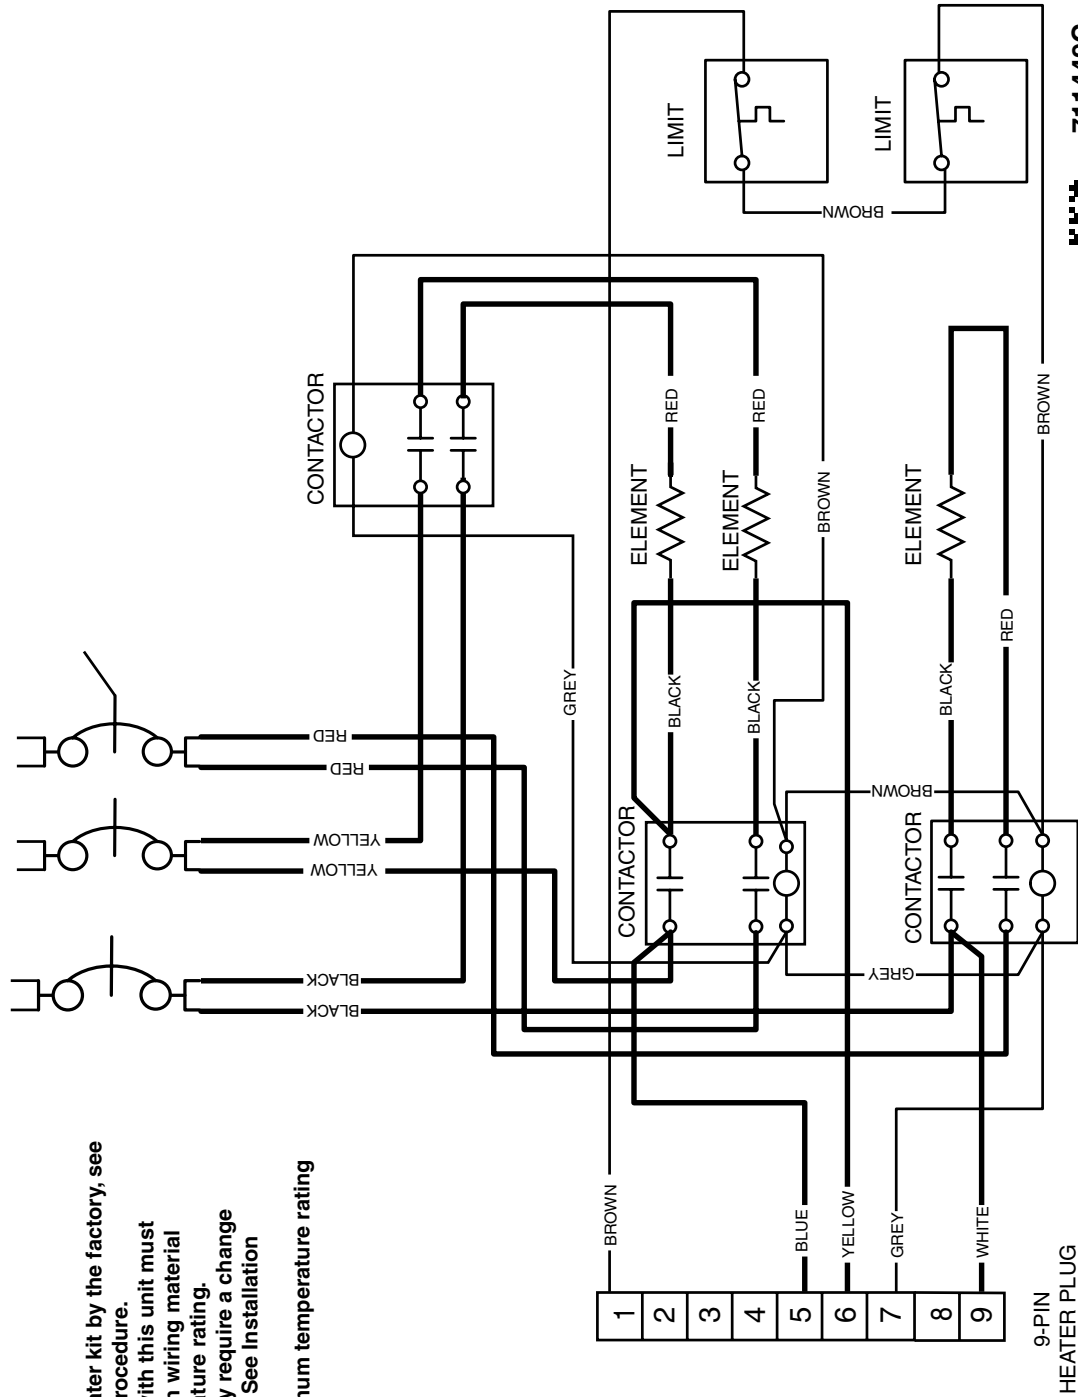 ater kit by the factory, see
rocedure.
with this unit must
n wiring material
ature rating.
y require a change
See Installation
num temperature rating
RED
RED
YELLOW
YELLOW
BLACK
BLACK
CONTACTOR
GREY
LIMIT
LIMIT
BROWN
ELEMENT
RED
ELEMENT
RED
BROWN
ELEMENT
BROWN
BLACK
BLACK
BLACK
RED
CONTACTOR
BROWN
CONTACTOR
GREY
BROWN
BLUE
YELLOW
GREY
WHITE
1
2
3
4
5
6
7
8
9
9-PIN
HEATER PLUG